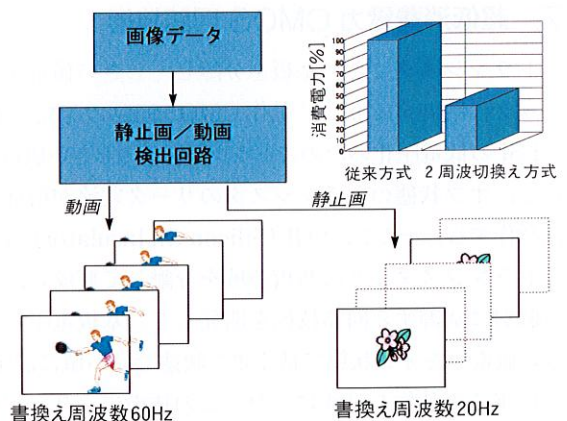 画像データ
静止画／動画
検出回路
動画
静止画
消費電力[%]
100
90
80
70
60
50
40
30
20
10
0
従来方式
2周波切換え方式
書換え周波数60Hz
書換え周波数20Hz